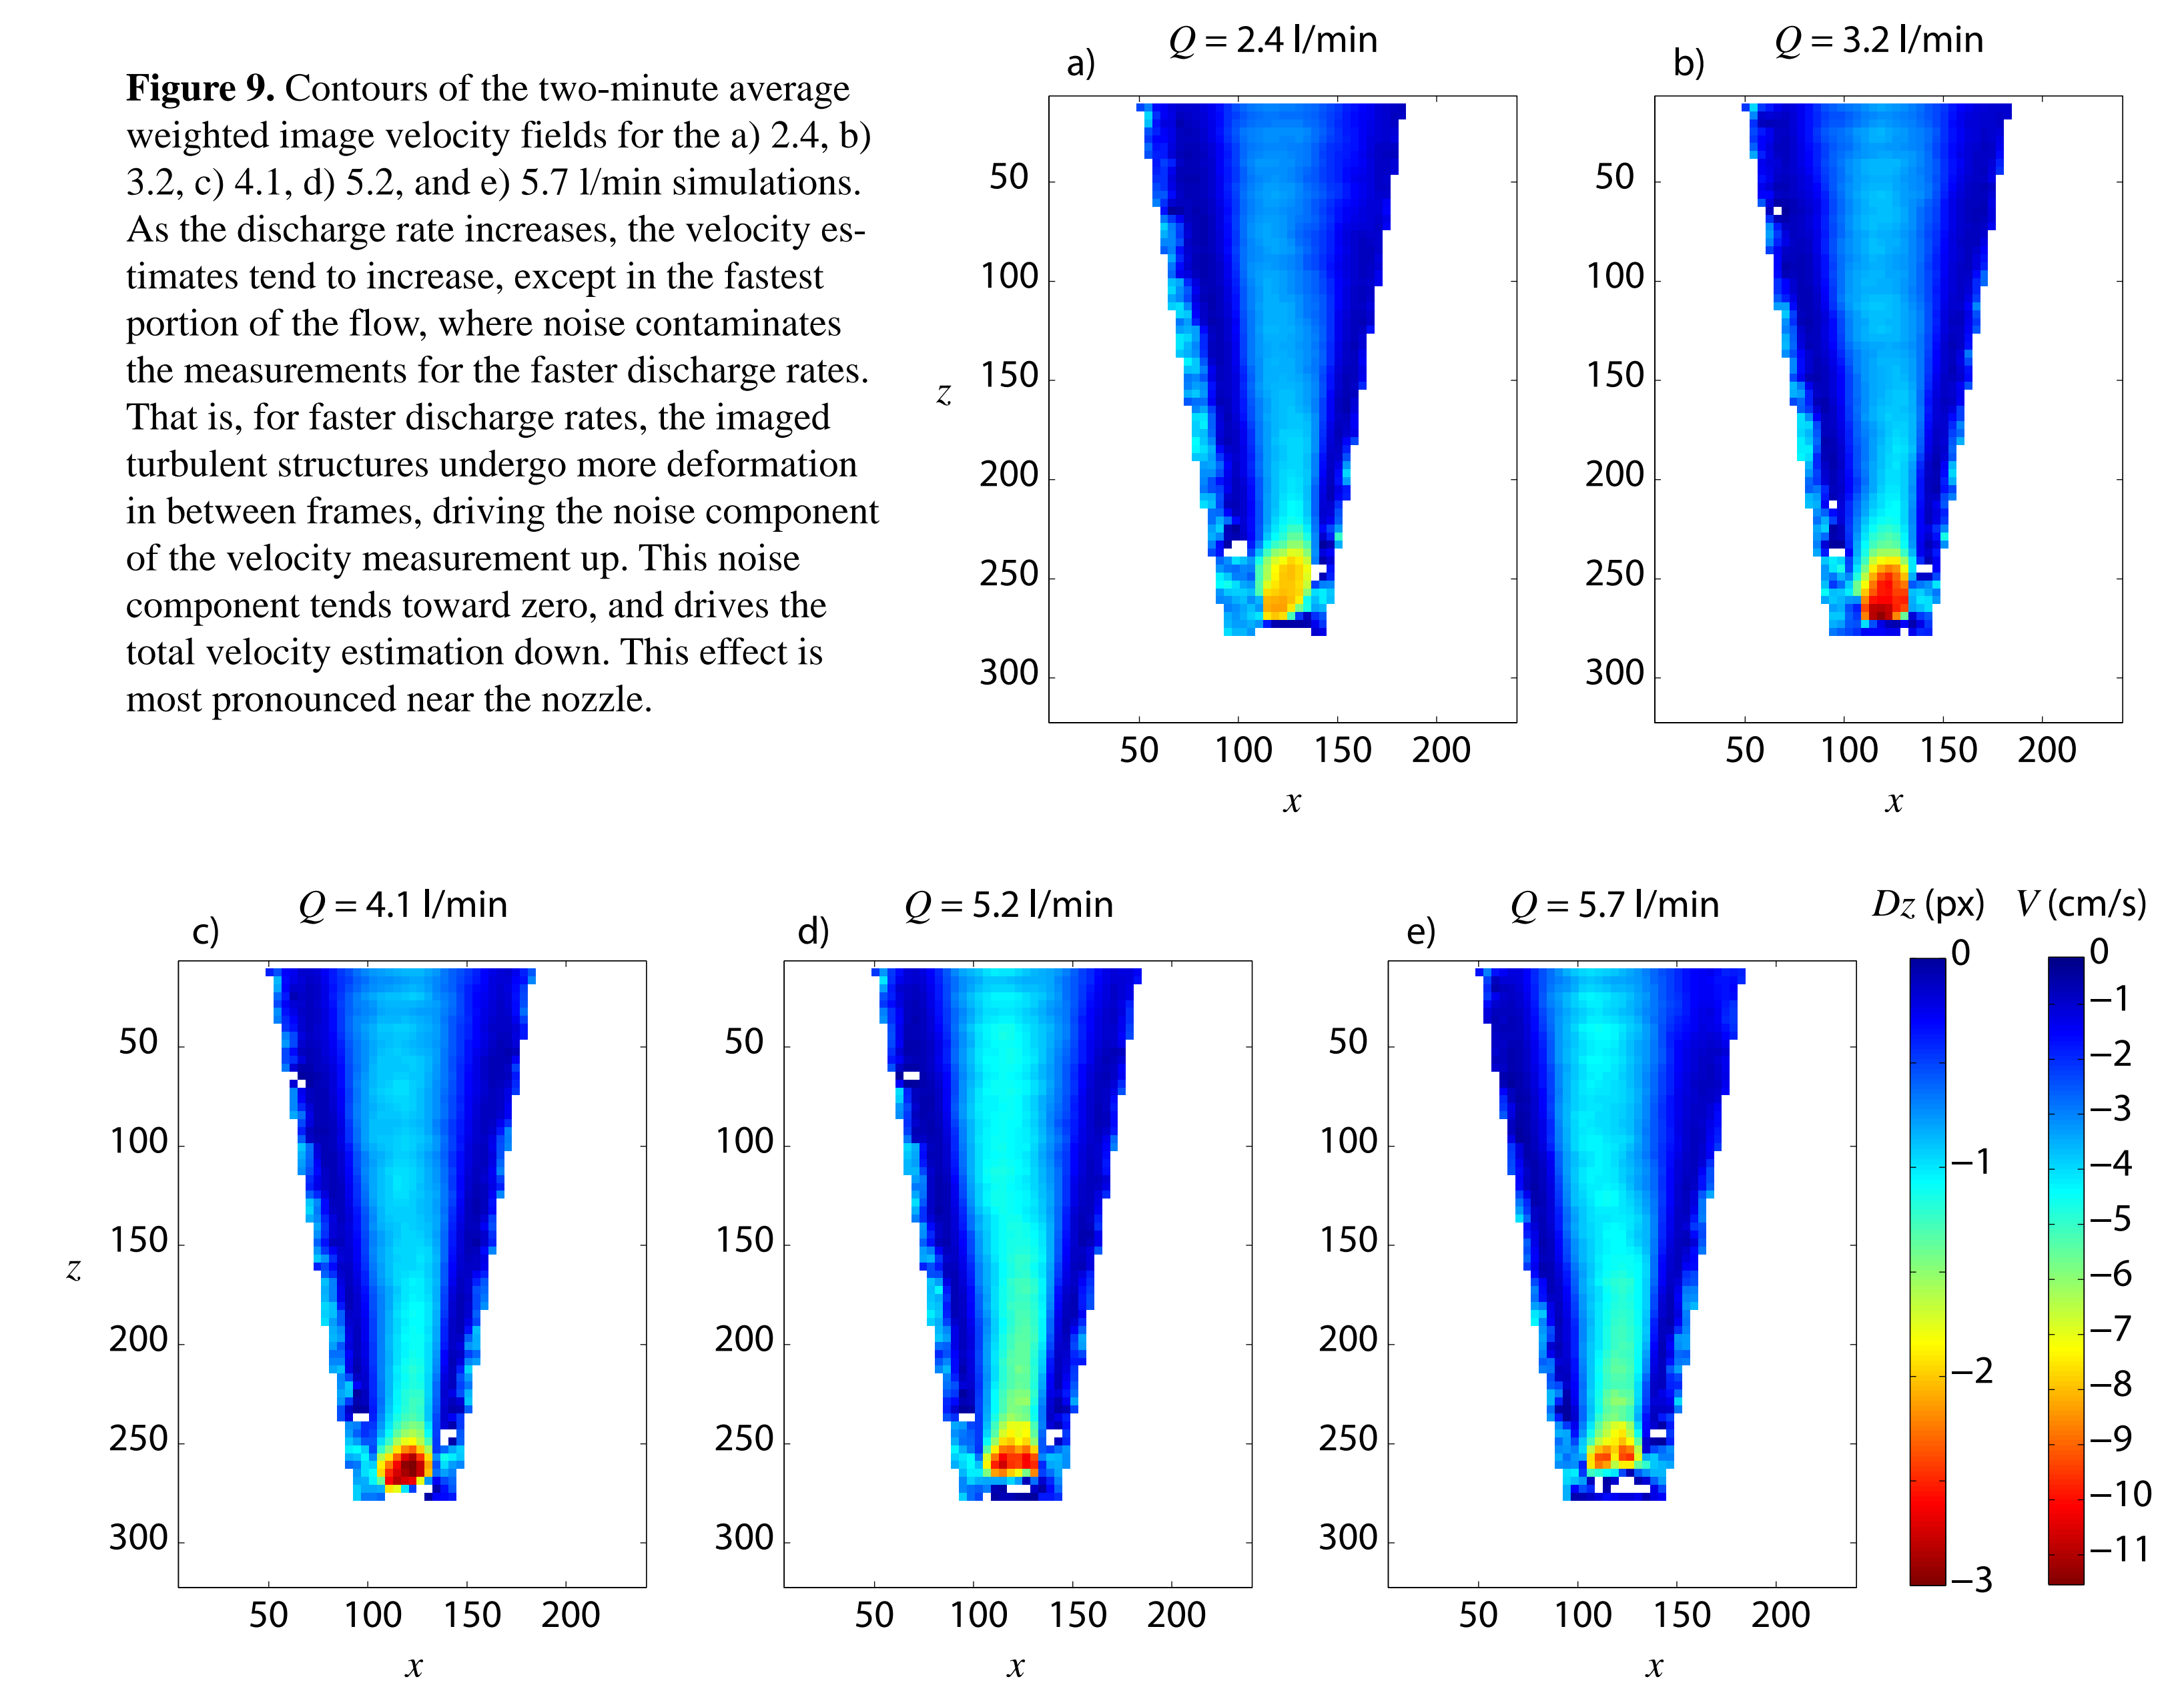 Figure 9. Contours of the two-minute average
weighted image velocity fields for the a) 2.4, b)
3.2, c) 4.1, d) 5.2, and e) 5.7 l/min simulations.
As the discharge rate increases, the velocity es-
timates tend to increase, except in the fastest
portion of the flow, where noise contaminates
the measurements for the faster discharge rates.
That is, for faster discharge rates, the imaged
turbulent structures undergo more deformation
in between frames, driving the noise component
of the velocity measurement up. This noise
component tends toward zero, and drives the
total velocity estimation down. This effect is
most pronounced near the nozzle.
a) Q = 2.4 l/min
50
100
150
200
250
300
z
50 100 150 200
x
b) Q = 3.2 l/min
50
100
150
200
250
300
50 100 150 200
x
c) Q = 4.1 l/min
50
100
150
200
250
300
z
50 100 150 200
x
d) Q = 5.2 l/min
50
100
150
200
250
300
50 100 150 200
x
e) Q = 5.7 l/min
50
100
150
200
250
300
50 100 150 200
x
Dz (px)
0
−1
−2
−3
V (cm/s)
0
−1
−2
−3
−4
−5
−6
−7
−8
−9
−10
−11